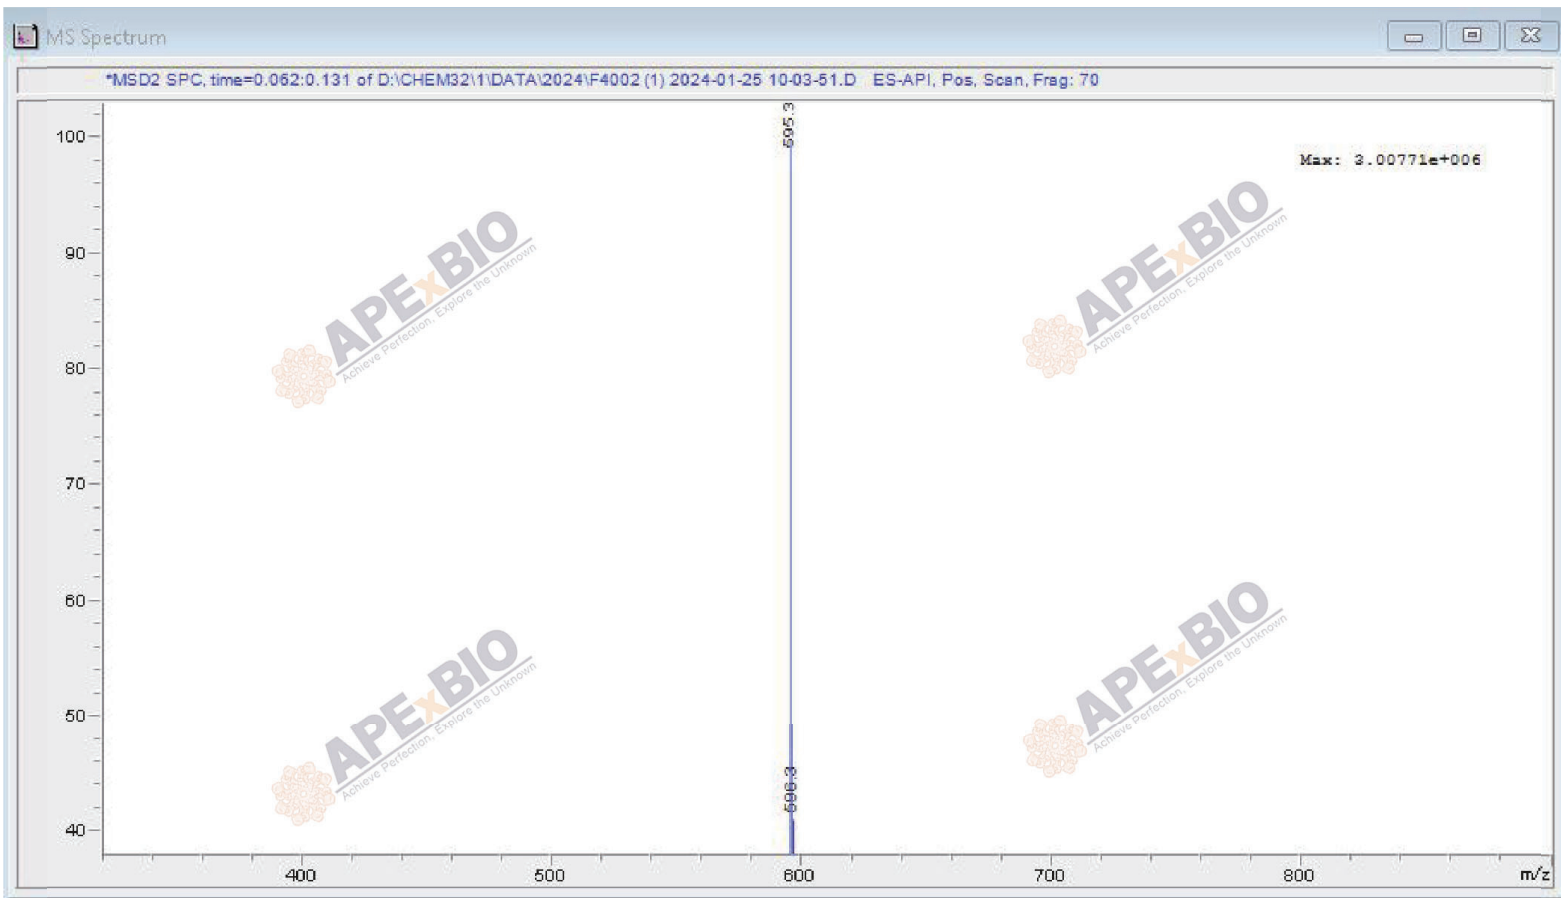 MS Spectrum
*MSD2 SPC, time=0.062:0.131 of D:\CHEM32\1\DATA\2024\F4002 (1) 2024-01-25 10-03-51.D   ES-API, Pos, Scan, Frag: 70
595.3
100
Max: 3.00771e+006
90
APExBIO
Achieve Perfection, Explore the Unknown
APExBIO
Achieve Perfection, Explore the Unknown
80
70
60
50
APExBIO
Achieve Perfection, Explore the Unknown
APExBIO
Achieve Perfection, Explore the Unknown
596.3
40
400 500 600 700 800 m/z